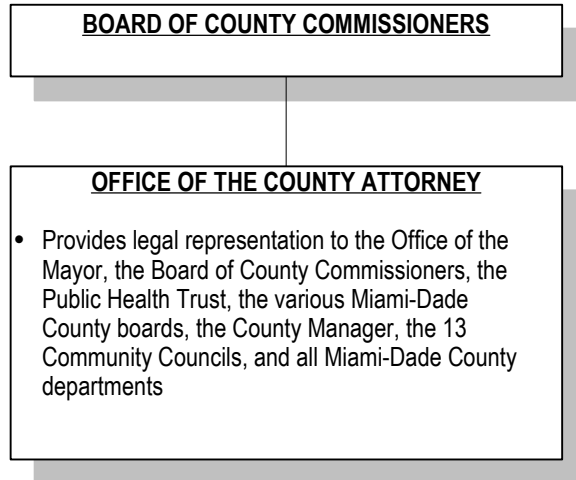 BOARD OF COUNTY COMMISSIONERS
OFFICE OF THE COUNTY ATTORNEY
• Provides legal representation to the Office of the
Mayor, the Board of County Commissioners, the
Public Health Trust, the various Miami-Dade
County boards, the County Manager, the 13
Community Councils, and all Miami-Dade County
departments